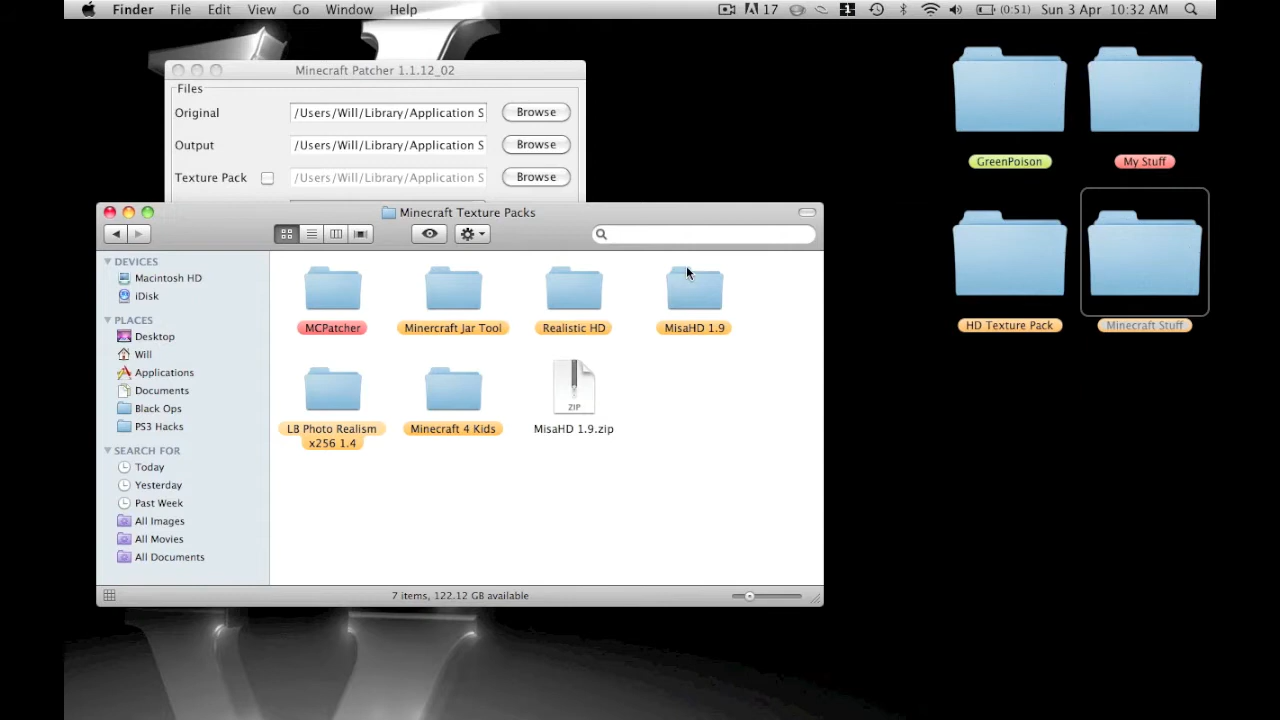 Finder File Edit View Go Window Help 17 (0:51) Sun 3 Apr 10:32 AM
Minecraft Patcher 1.1.12_02
Files
Original /Users/Will/Library/Application S Browse
Output /Users/Will/Library/Application S Browse
Texture Pack /Users/Will/Library/Application S Browse
Minecraft Texture Packs
DEVICES
Macintosh HD
iDisk
PLACES
Desktop
Will
Applications
Documents
Black Ops
PS3 Hacks
SEARCH FOR
Today
Yesterday
Past Week
All Images
All Movies
All Documents
MCPatcher Minercraft Jar Tool Realistic HD MisaHD 1.9
ZIP
LB Photo Realism Minecraft 4 Kids MisaHD 1.9.zip
x256 1.4
7 items, 122.12 GB available
GreenPoison My Stuff
HD Texture Pack Minecraft Stuff